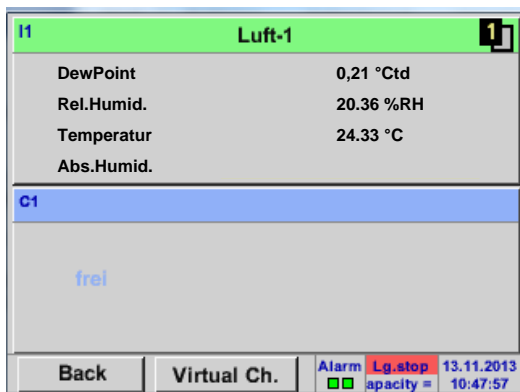 I1 Luft-1 1
DewPoint 0,21 °Ctd
Rel.Humid. 20.36 %RH
Temperatur 24.33 °C
Abs.Humid.
C1
frei
Back Virtual Ch. Alarm Lg.stop 13.11.2013
apacity = 10:47:57